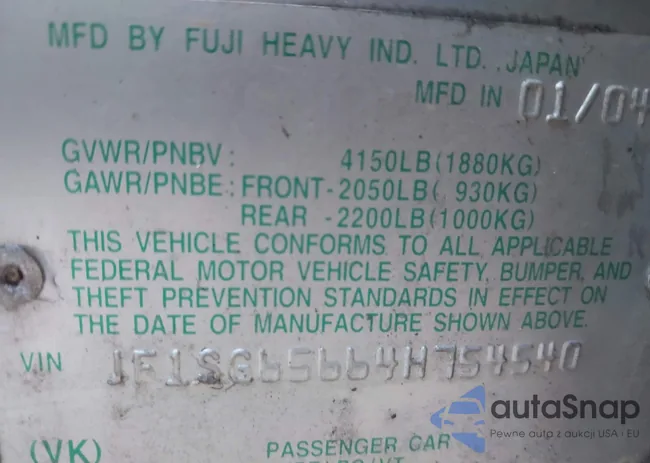 MFD BY FUJI HEAVY IND. LTD., JAPAN
MFD IN 01/04
GVWR/PNBV: 4150LB(1880KG)
GAWR/PNBE: FRONT-2050LB( 930KG)
REAR -2200LB(1000KG)
THIS VEHICLE CONFORMS TO ALL APPLICABLE
FEDERAL MOTOR VEHICLE SAFETY, BUMPER, AND
THEFT PREVENTION STANDARDS IN EFFECT ON
THE DATE OF MANUFACTURE SHOWN ABOVE.
VIN JF1SG65664H754540
(VK) PASSENGER CAR
autoSnap
Pewne auta z aukcji USA - EU